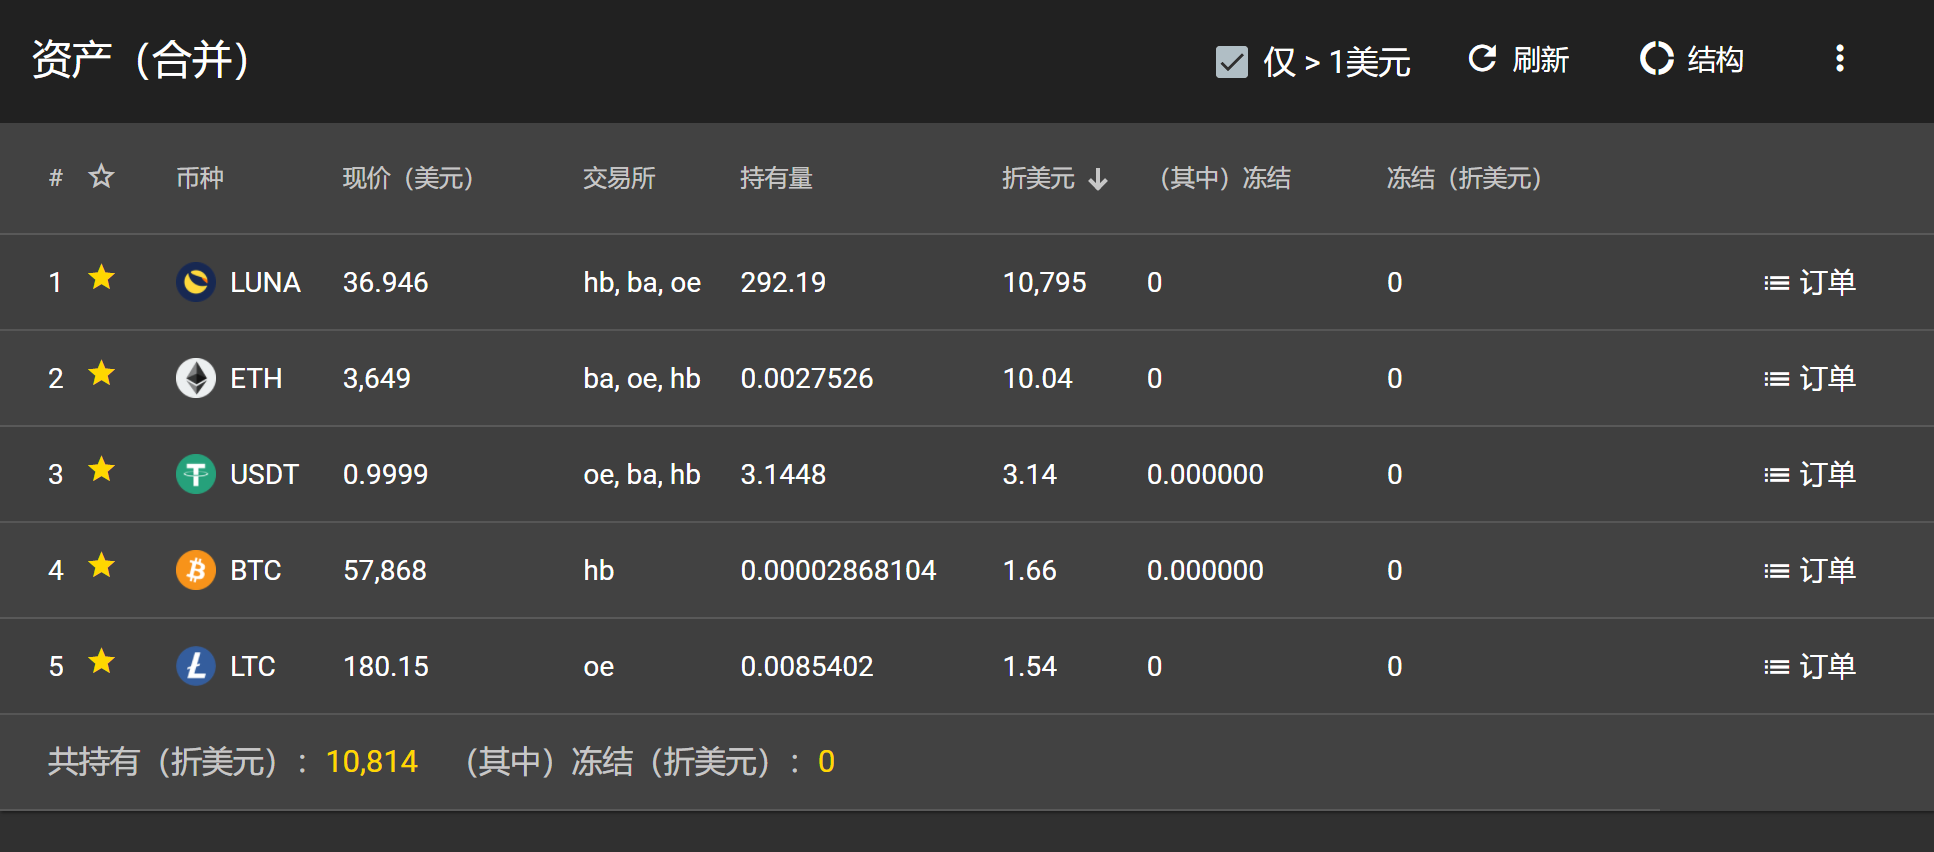 资产（合并） 仅 > 1美元 刷新 结构
# 币种 现价（美元） 交易所 持有量 折美元 （其中）冻结 冻结（折美元）
1 LUNA 36.946 hb, ba, oe 292.19 10,795 0 0 订单
2 ETH 3,649 ba, oe, hb 0.0027526 10.04 0 0 订单
3 USDT 0.9999 oe, ba, hb 3.1448 3.14 0.000000 0 订单
4 BTC 57,868 hb 0.00002868104 1.66 0.000000 0 订单
5 LTC 180.15 oe 0.0085402 1.54 0 0 订单
共持有（折美元）: 10,814 （其中）冻结（折美元）: 0